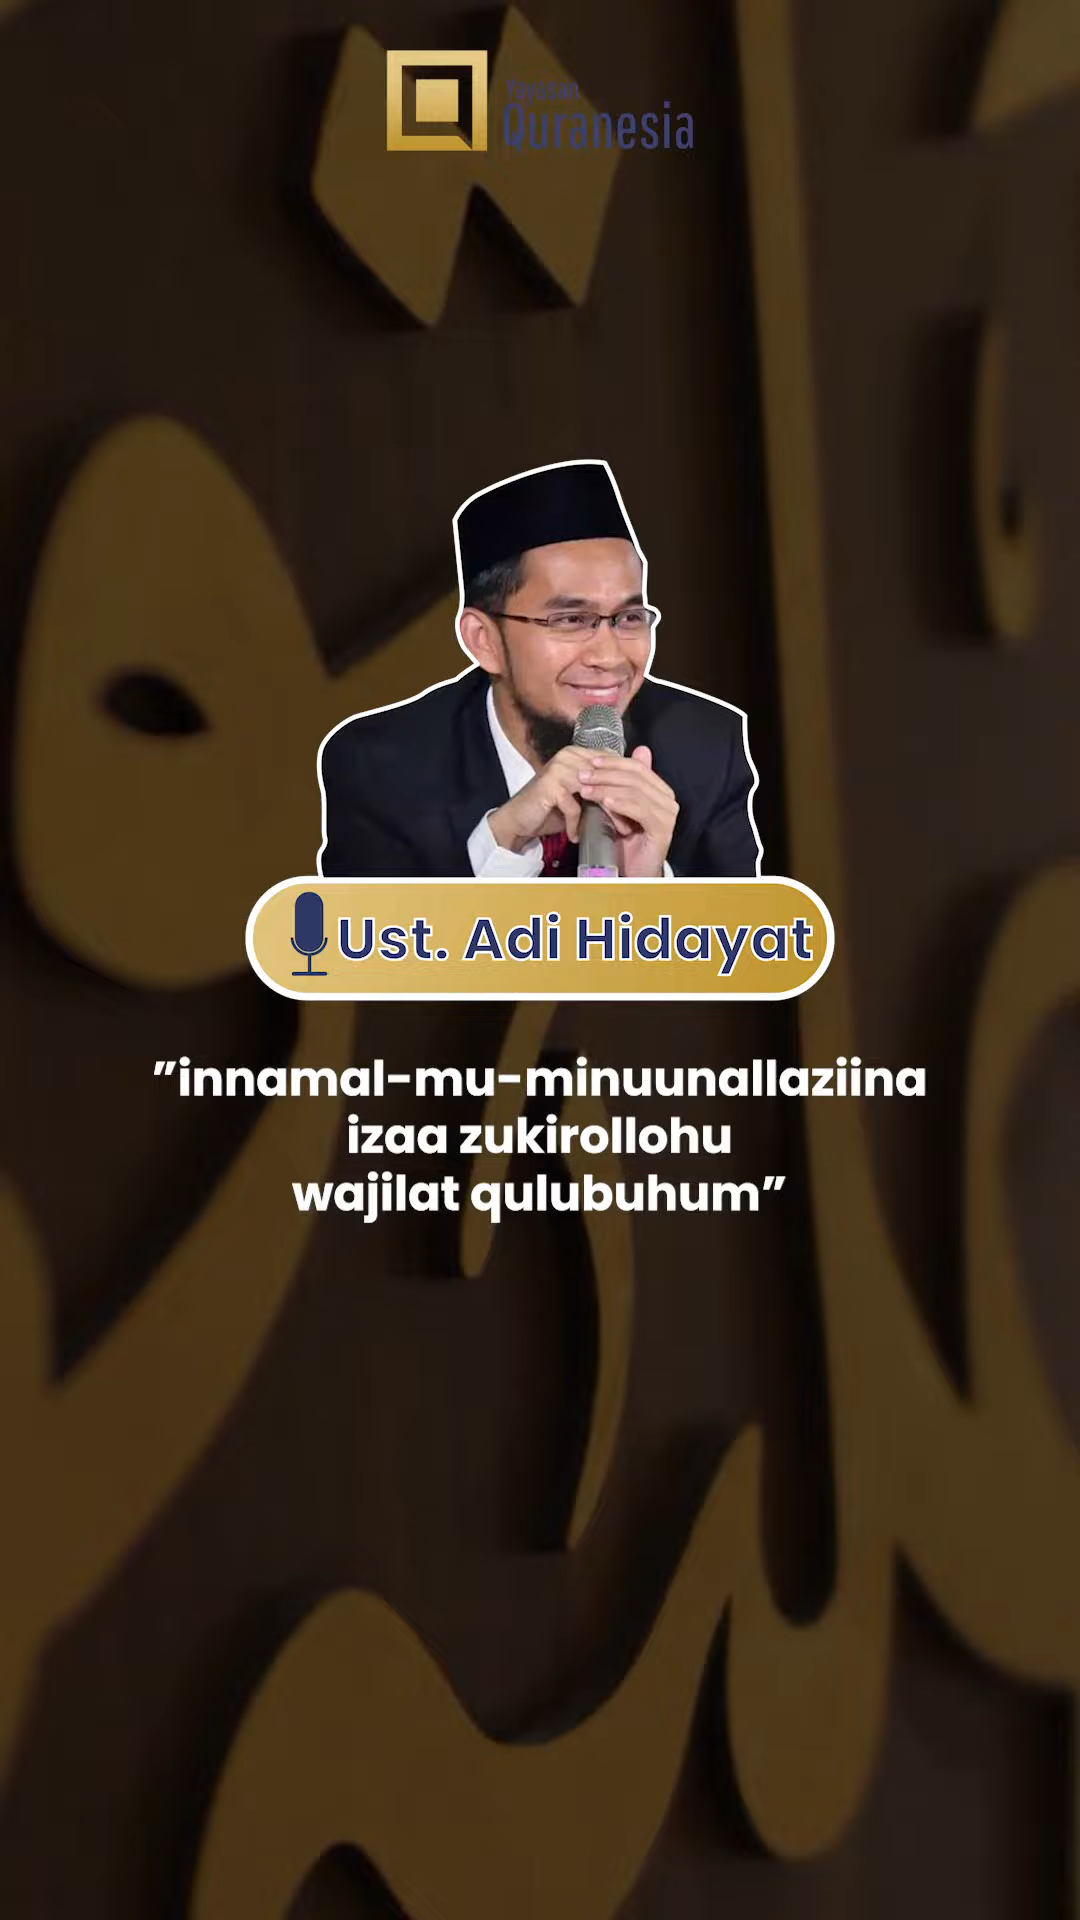 Yayasan
Quranesia
Ust. Adi Hidayat
"innamal-mu-minuunallaziina
izaa zukirollohu
wajilat qulubuhum"